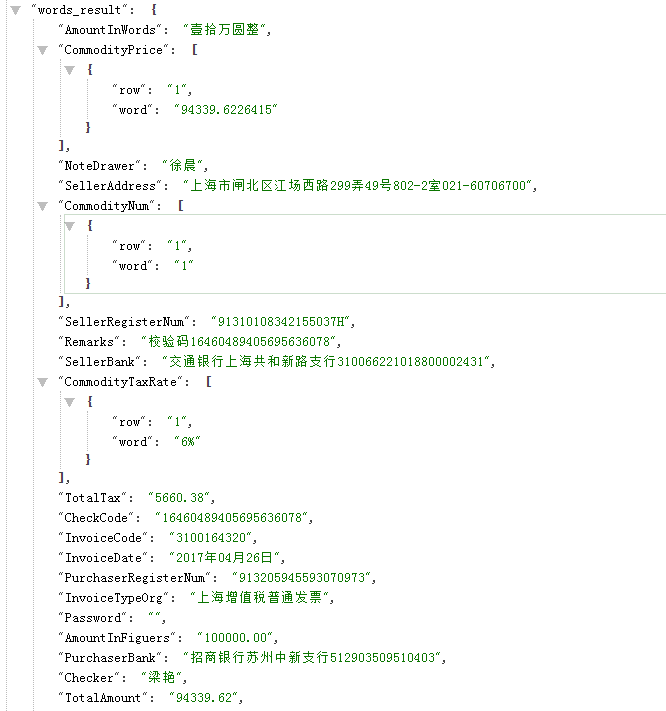 "words_result": {
"AmountInWords": "壹拾万圆整",
"CommodityPrice": [
{
"row": "1",
"word": "94339.6226415"
}
],
"NoteDrawer": "徐晨",
"SellerAddress": "上海市闸北区江场西路299弄49号802-2室021-60706700",
"CommodityNum": [
{
"row": "1",
"word": "1"
}
],
"SellerRegisterNum": "91310108342155037H",
"Remarks": "校验码16460489405695636078",
"SellerBank": "交通银行上海共和新路支行310066221018800002431",
"CommodityTaxRate": [
{
"row": "1",
"word": "6%"
}
],
"TotalTax": "5660.38",
"CheckCode": "16460489405695636078",
"InvoiceCode": "3100164320",
"InvoiceDate": "2017年04月26日",
"PurchaserRegisterNum": "913205945593070973",
"InvoiceTypeOrg": "上海增值税普通发票",
"Password": "",
"AmountInFiguers": "100000.00",
"PurchaserBank": "招商银行苏州中新支行512903509510403",
"Checker": "梁艳",
"TotalAmount": "94339.62",